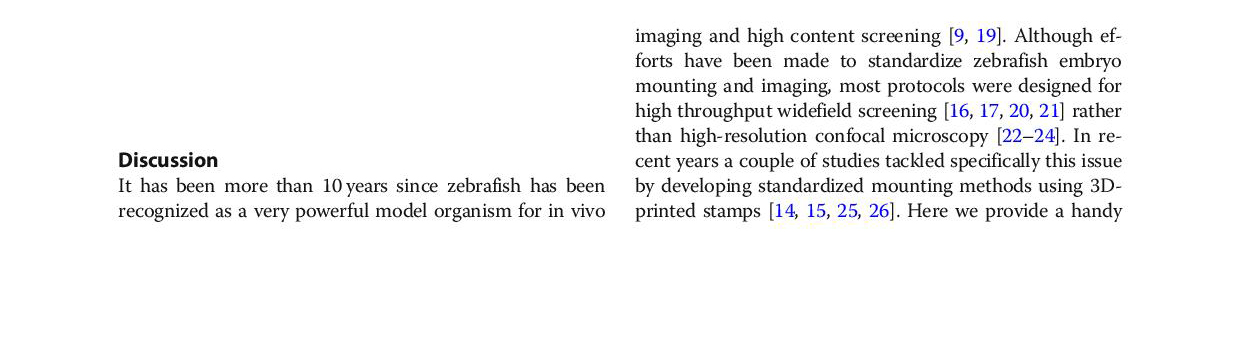 Discussion
It has been more than 10 years since zebrafish has been
recognized as a very powerful model organism for in vivo
imaging and high content screening [9, 19]. Although ef-
forts have been made to standardize zebrafish embryo
mounting and imaging, most protocols were designed for
high throughput widefield screening [16, 17, 20, 21] rather
than high-resolution confocal microscopy [22–24]. In re-
cent years a couple of studies tackled specifically this issue
by developing standardized mounting methods using 3D-
printed stamps [14, 15, 25, 26]. Here we provide a handy